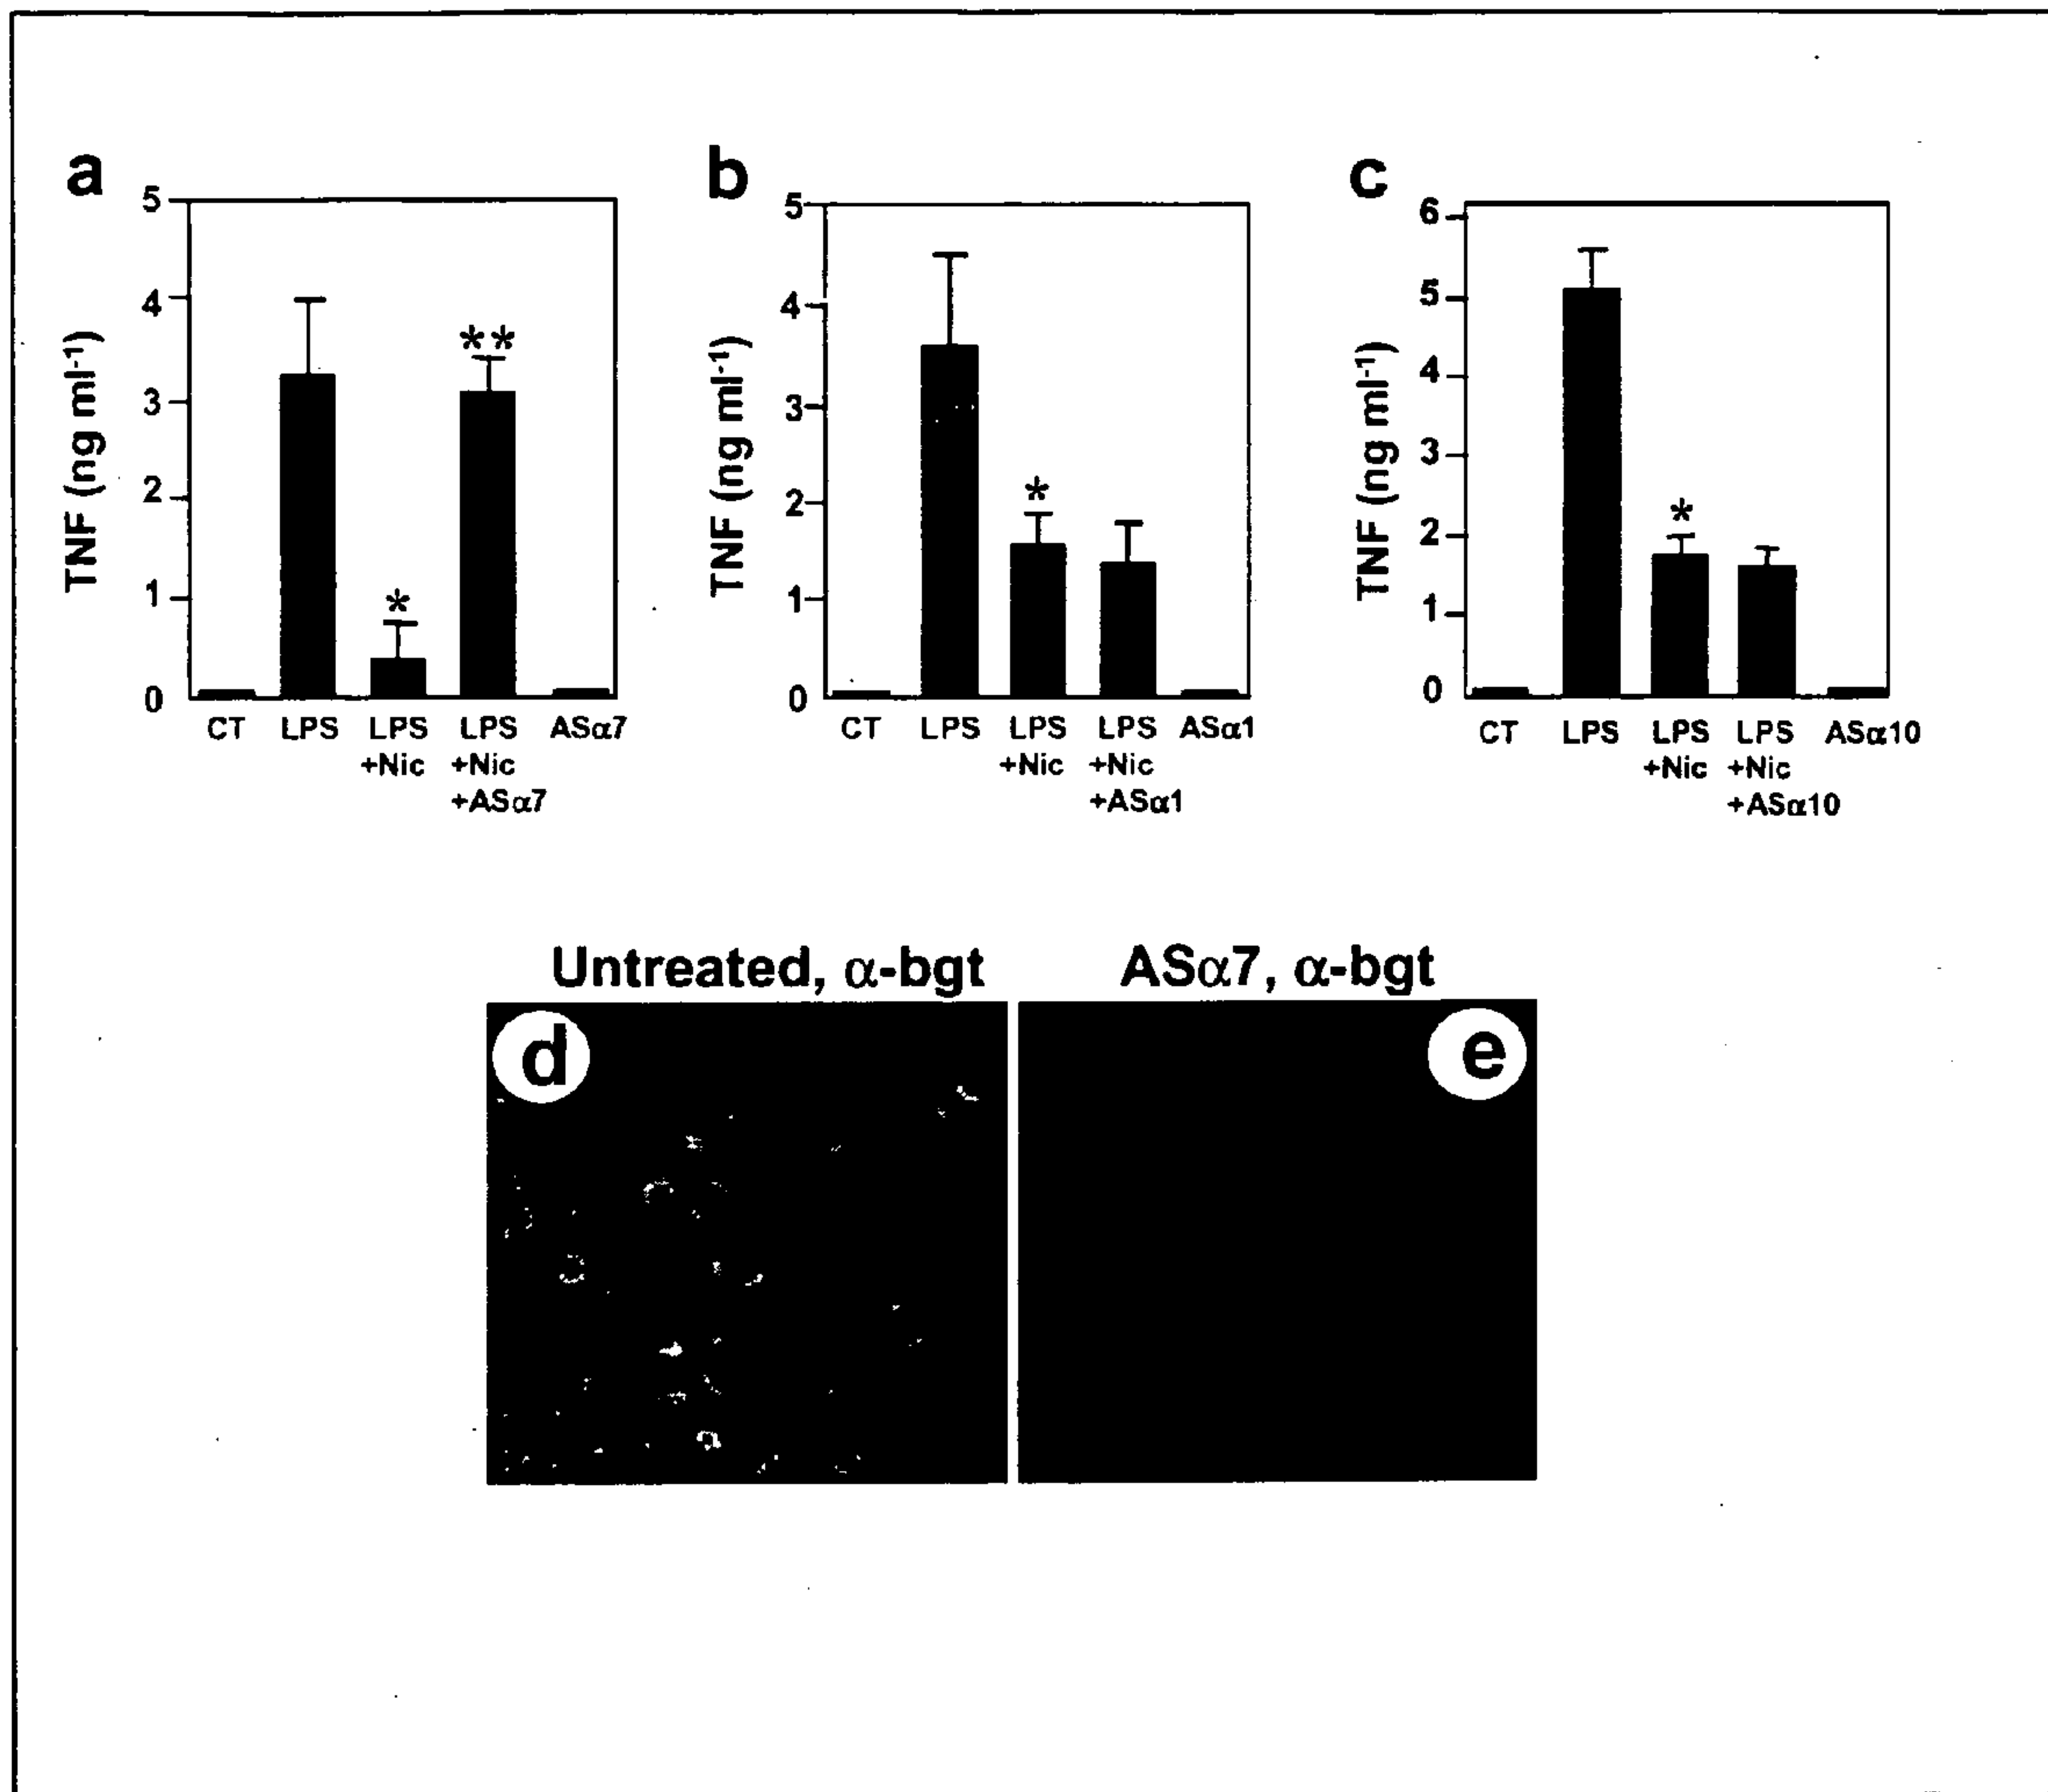 a
TNF (ng ml-1)
5
4
3
2
1
0
CT LPS LPS LPS ASα7
+Nic +Nic
+ASα7
b
TNF (ng ml-1)
5
4
3
2
1
0
CT LPS LPS LPS ASα1
+Nic +Nic
+ASα1
c
TNF (ng ml-1)
6
5
4
3
2
1
0
CT LPS LPS LPS ASα10
+Nic +Nic
+ASα10
*
**
*
*
Untreated, α-bgt
ASα7, α-bgt
d
e